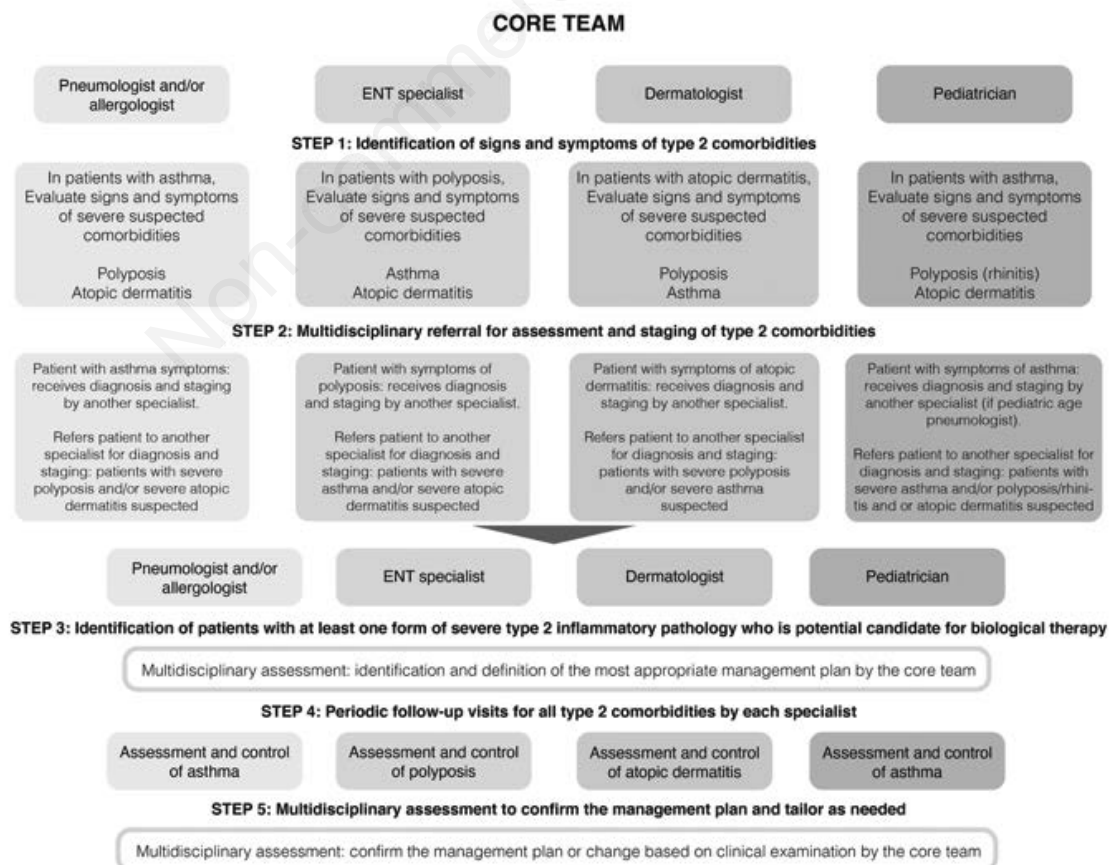 CORE TEAM
Pneumologist and/or
allergologist
ENT specialist
Dermatologist
Pediatrician
STEP 1: Identification of signs and symptoms of type 2 comorbidities
In patients with asthma,
Evaluate signs and symptoms
of severe suspected
comorbidities
Polyposis
Atopic dermatitis
In patients with polyposis,
Evaluate signs and symptoms
of severe suspected
comorbidities
Asthma
Atopic dermatitis
In patients with atopic dermatitis,
Evaluate signs and symptoms
of severe suspected
comorbidities
Polyposis
Asthma
In patients with asthma,
Evaluate signs and symptoms
of severe suspected
comorbidities
Polyposis (rhinitis)
Atopic dermatitis
STEP 2: Multidisciplinary referral for assessment and staging of type 2 comorbidities
Patient with asthma symptoms:
receives diagnosis and staging
by another specialist.
Refers patient to another
specialist for diagnosis and
staging: patients with severe
polyposis and/or severe atopic
dermatitis suspected
Patient with symptoms of
polyposis: receives diagnosis
and staging by another specialist.
Refers patient to another
specialist for diagnosis and
staging: patients with severe
asthma and/or severe atopic
dermatitis suspected
Patient with symptoms of atopic
dermatitis: receives diagnosis and
staging by another specialist.
Refers patient to another specialist
for diagnosis and staging:
patients with severe polyposis
and/or severe asthma
suspected
Patient with symptoms of asthma:
receives diagnosis and staging by
another specialist (if pediatric age
pneumologist).
Refers patient to another specialist for
diagnosis and staging: patients with
severe asthma and/or polyposis/rhini-
tis and or atopic dermatitis suspected
Pneumologist and/or
allergologist
ENT specialist
Dermatologist
Pediatrician
STEP 3: Identification of patients with at least one form of severe type 2 inflammatory pathology who is potential candidate for biological therapy
Multidisciplinary assessment: identification and definition of the most appropriate management plan by the core team
STEP 4: Periodic follow-up visits for all type 2 comorbidities by each specialist
Assessment and control
of asthma
Assessment and control
of polyposis
Assessment and control
of atopic dermatitis
Assessment and control
of asthma
STEP 5: Multidisciplinary assessment to confirm the management plan and tailor as needed
Multidisciplinary assessment: confirm the management plan or change based on clinical examination by the core team